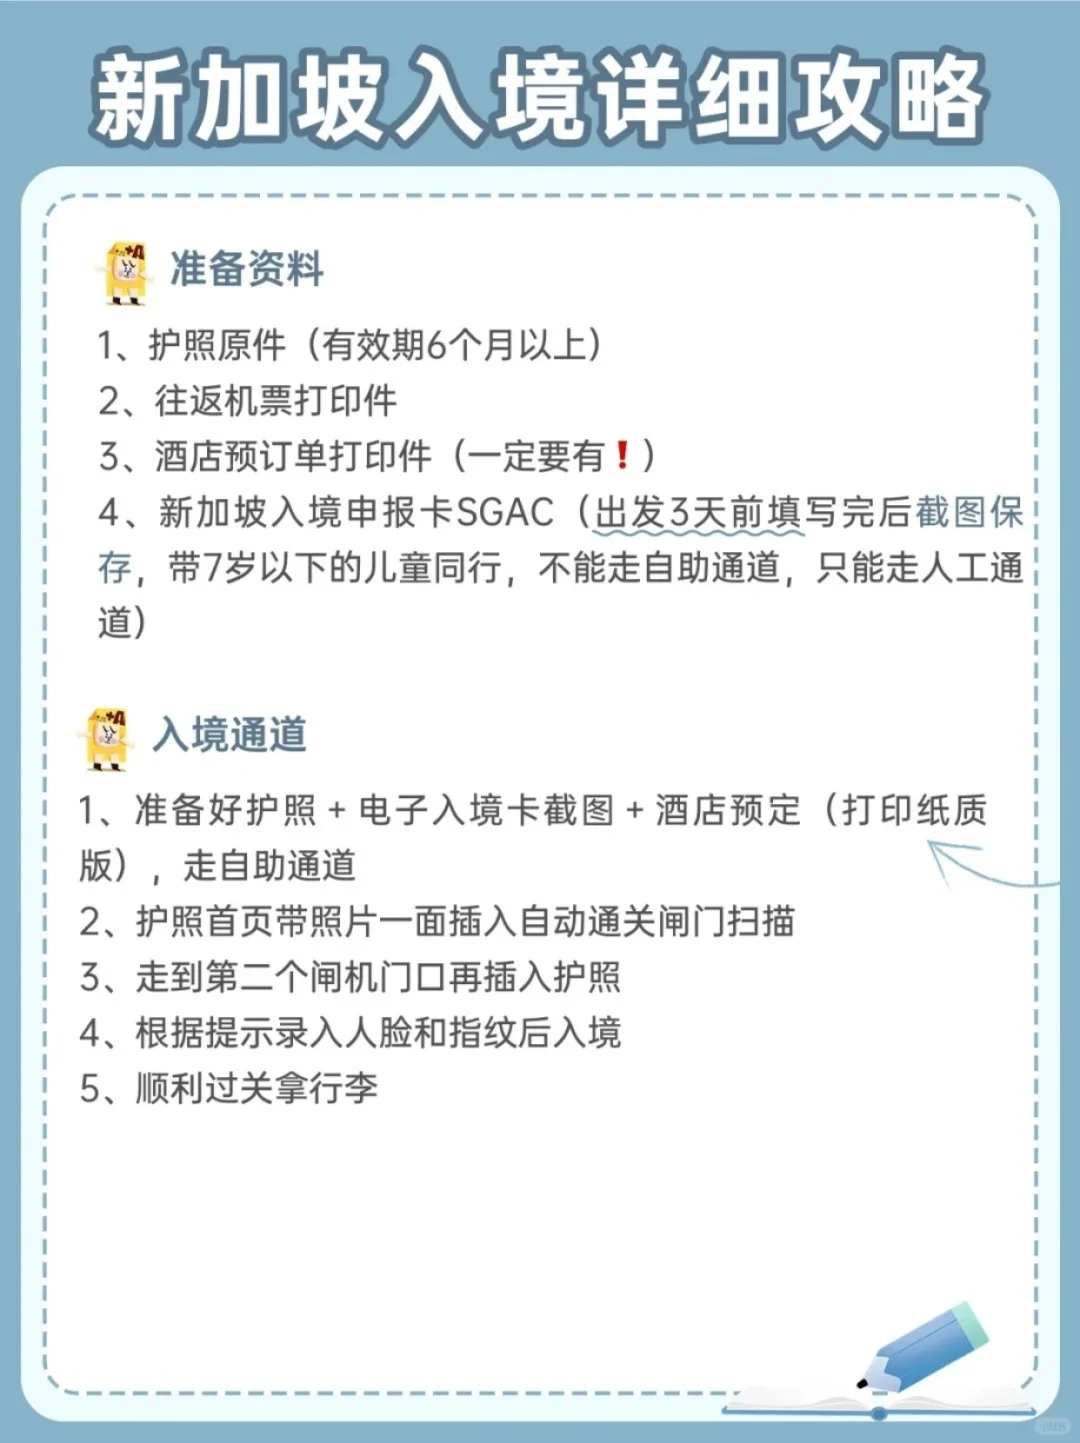 新加坡入境详细攻略
准备资料
1、护照原件（有效期6个月以上）
2、往返机票打印件
3、酒店预订单打印件（一定要有❗）
4、新加坡入境申报卡SGAC（出发3天前填写完后截图保
存，带7岁以下的儿童同行，不能走自助通道，只能走人工通
道）
入境通道
1、准备好护照 + 电子入境卡截图 + 酒店预定（打印纸质
版），走自助通道
2、护照首页带照片一面插入自动通关闸门扫描
3、走到第二个闸机门口再插入护照
4、根据提示录入人脸和指纹后入境
5、顺利过关拿行李